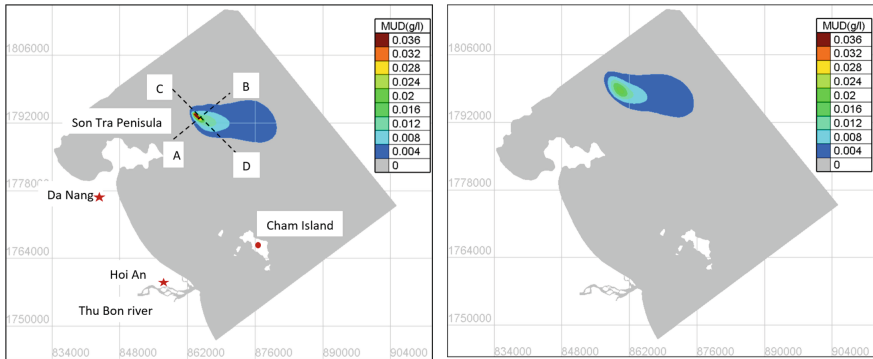 MUD(g/l)
0.036
0.032
0.028
0.024
0.02
0.016
0.012
0.008
0.004
0
1806000
1792000
1778000
1764000
1750000
C
B
Son Tra Penisula
A
D
Da Nang
Cham Island
Hoi An
Thu Bon river
834000 848000 862000 876000 890000 904000
MUD(g/l)
0.036
0.032
0.028
0.024
0.02
0.016
0.012
0.008
0.004
0
1806000
1792000
1778000
1764000
1750000
834000 848000 862000 876000 890000 904000